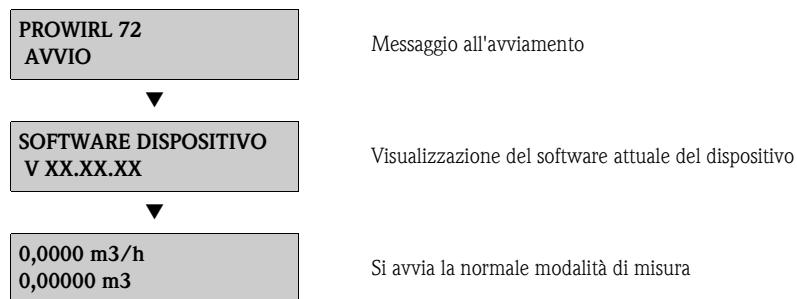 PROWIRL 72
AVVIO
Messaggio all'avviamento
▼
SOFTWARE DISPOSITIVO
V XX.XX.XX
Visualizzazione del software attuale del dispositivo
▼
0,0000 m3/h
0,00000 m3
Si avvia la normale modalità di misura